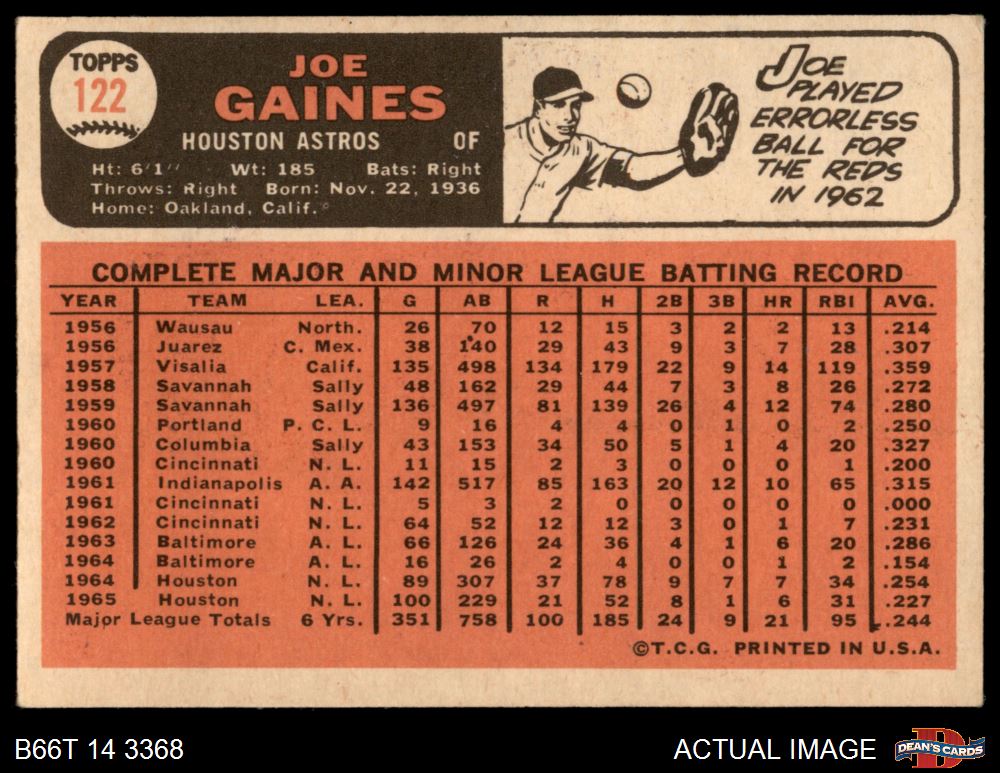 TOPPS
122
JOE
GAINES
HOUSTON ASTROS OF
Ht: 6'1" Wt: 185 Bats: Right
Throws: Right Born: Nov. 22, 1936
Home: Oakland, Calif.
JOE
PLAYED
ERRORLESS
BALL FOR
THE REDS
IN 1962
COMPLETE MAJOR AND MINOR LEAGUE BATTING RECORD
YEAR TEAM LEA. G AB R H 2B 3B HR RBI AVG.
1956 Wausau North. 26 70 12 15 3 2 2 13 .214
1956 Juarez C. Mex. 38 140 29 43 9 3 7 28 .307
1957 Visalia Calif. 135 498 134 179 22 9 14 119 .359
1958 Savannah Sally 48 162 29 44 7 3 8 26 .272
1959 Savannah Sally 136 497 81 139 26 4 12 74 .280
1960 Portland P. C. L. 9 16 4 4 0 1 0 2 .250
1960 Columbia Sally 43 153 34 50 5 1 4 20 .327
1960 Cincinnati N. L. 11 15 2 3 0 0 0 1 .200
1961 Indianapolis A. A. 142 517 85 163 20 12 10 65 .315
1961 Cincinnati N. L. 5 3 2 0 0 0 0 0 .000
1962 Cincinnati N. L. 64 52 12 12 3 0 1 7 .231
1963 Baltimore A. L. 66 126 24 36 4 1 6 20 .286
1964 Baltimore A. L. 16 26 2 4 0 0 1 2 .154
1964 Houston N. L. 89 307 37 78 9 7 7 34 .254
1965 Houston N. L. 100 229 21 52 8 1 6 31 .227
Major League Totals 6 Yrs. 351 758 100 185 24 9 21 95 .244
©T.C.G. PRINTED IN U.S.A.
B66T 14 3368 ACTUAL IMAGE
D
DEAN'S CARDS